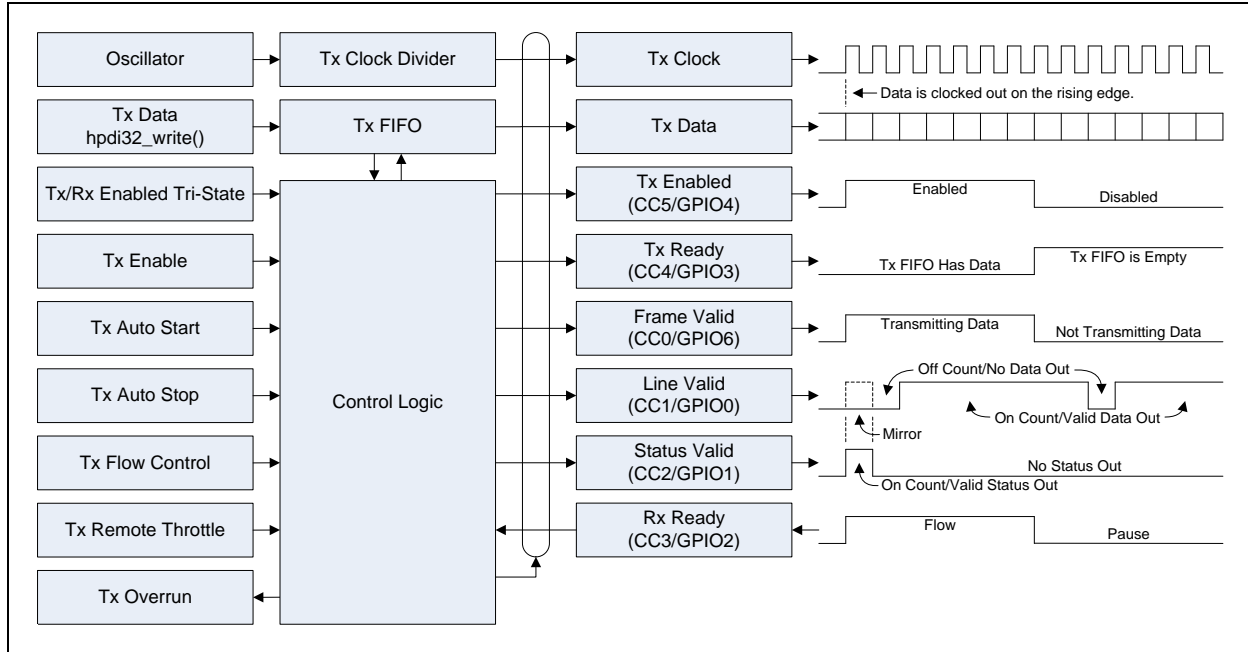 Oscillator
Tx Clock Divider
Tx Clock
Data is clocked out on the rising edge.
Tx Data
hpdi32_write()
Tx FIFO
Tx Data
Tx/Rx Enabled Tri-State
Tx Enabled
(CC5/GPIO4)
Enabled
Disabled
Tx Enable
Tx Ready
(CC4/GPIO3)
Tx FIFO Has Data
Tx FIFO is Empty
Tx Auto Start
Frame Valid
(CC0/GPIO6)
Transmitting Data
Not Transmitting Data
Tx Auto Stop
Control Logic
Line Valid
(CC1/GPIO0)
Off Count/No Data Out
On Count/Valid Data Out
Mirror
Tx Flow Control
Status Valid
(CC2/GPIO1)
No Status Out
On Count/Valid Status Out
Tx Remote Throttle
Rx Ready
(CC3/GPIO2)
Flow
Pause
Tx Overrun